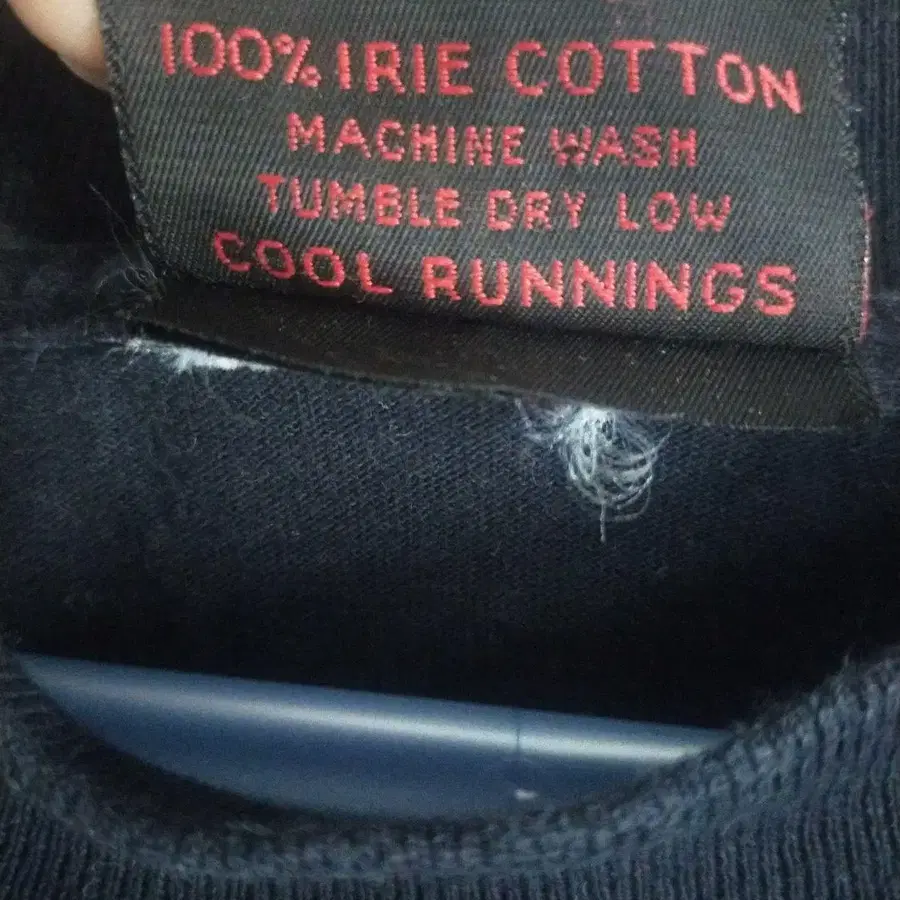 100% IRIE COTTON
MACHINE WASH
TUMBLE DRY LOW
COOL RUNNINGS